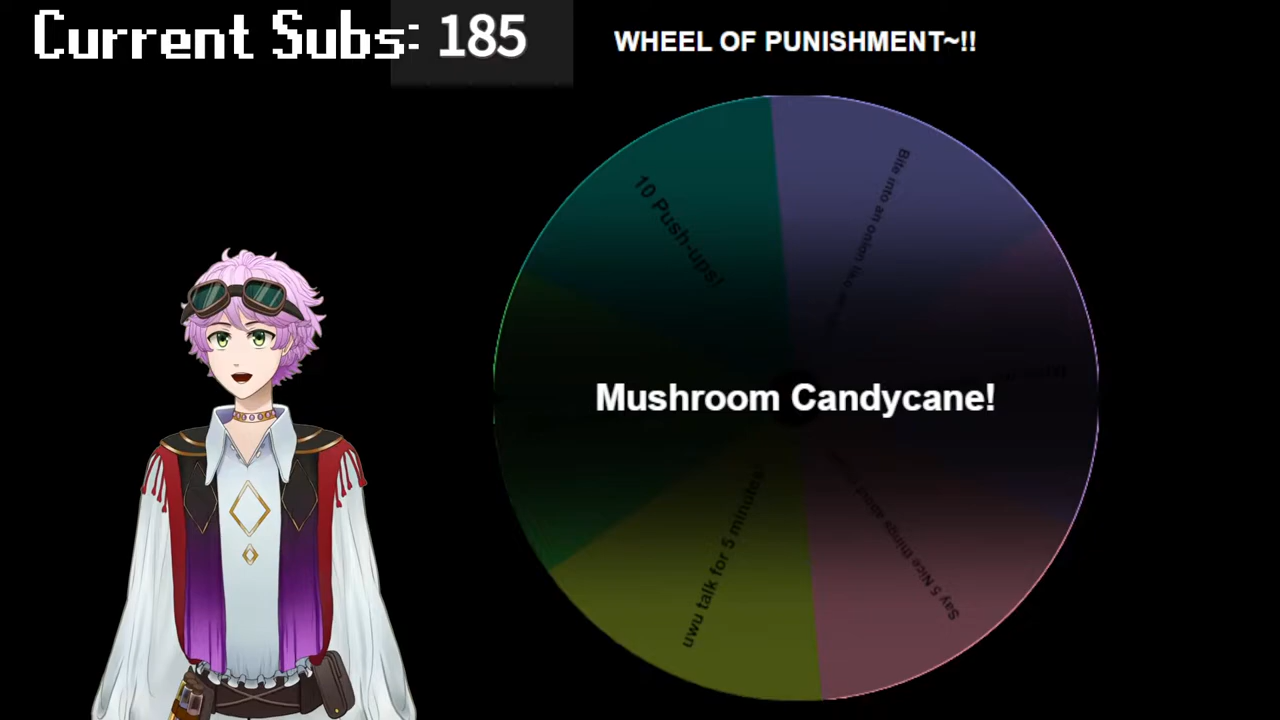 Current Subs: 185
WHEEL OF PUNISHMENT~!!
10 Push-ups!
Bite into an onion
Mushroom Candycane!
uwu talk for 5 minutes!
Say 5 Nice things about